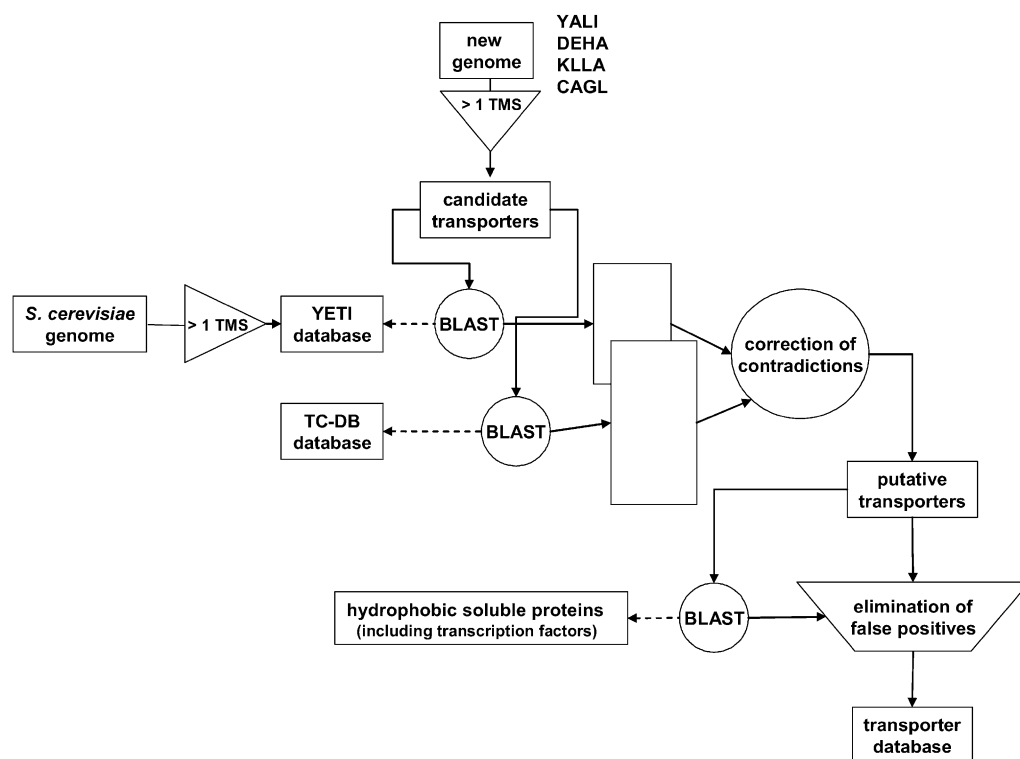 new
genome
YALI
DEHA
KLLA
CAGL
> 1 TMS
candidate
transporters
S. cerevisiae
genome
> 1 TMS
YETI
database
BLAST
correction of
contradictions
TC-DB
database
BLAST
putative
transporters
hydrophobic soluble proteins
(including transcription factors)
BLAST
elimination of
false positives
transporter
database